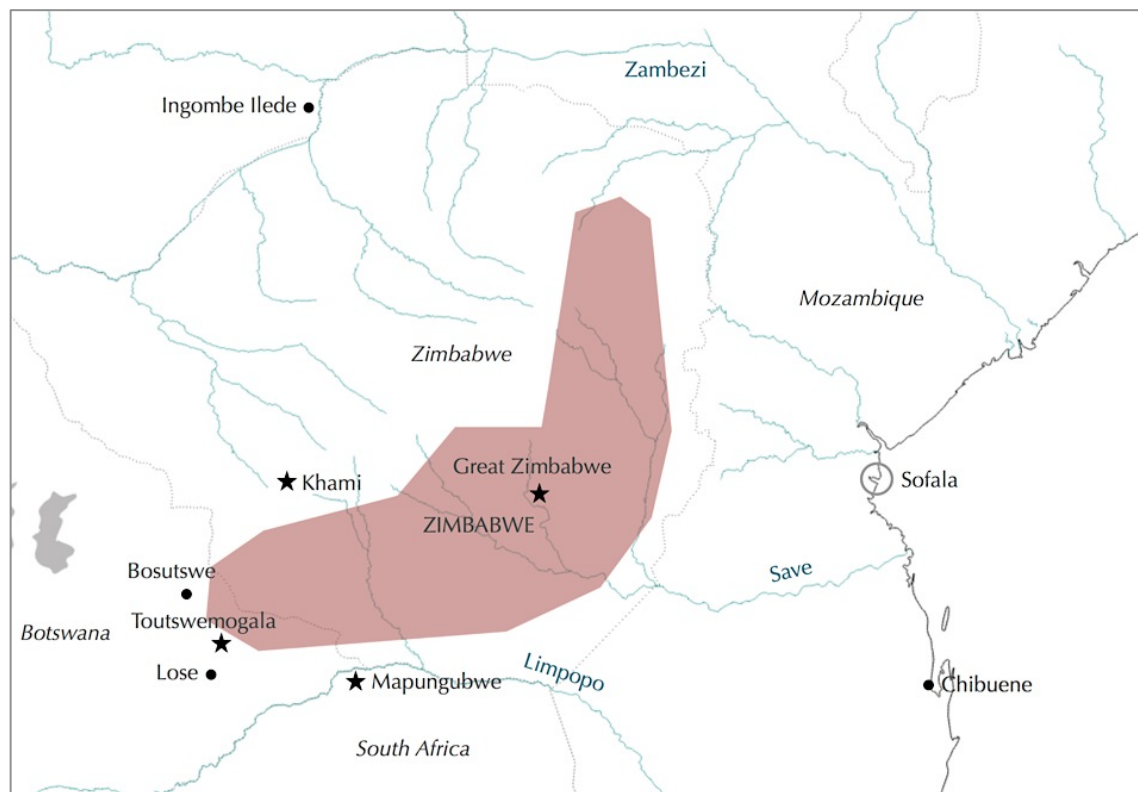 Zambezi
Ingombe Ilede
Mozambique
Zimbabwe
Great Zimbabwe
Khami
Sofala
ZIMBABWE
Bosutswe
Save
Toutswemogala
Botswana
Lose
Limpopo
Mapungubwe
Chibuene
South Africa